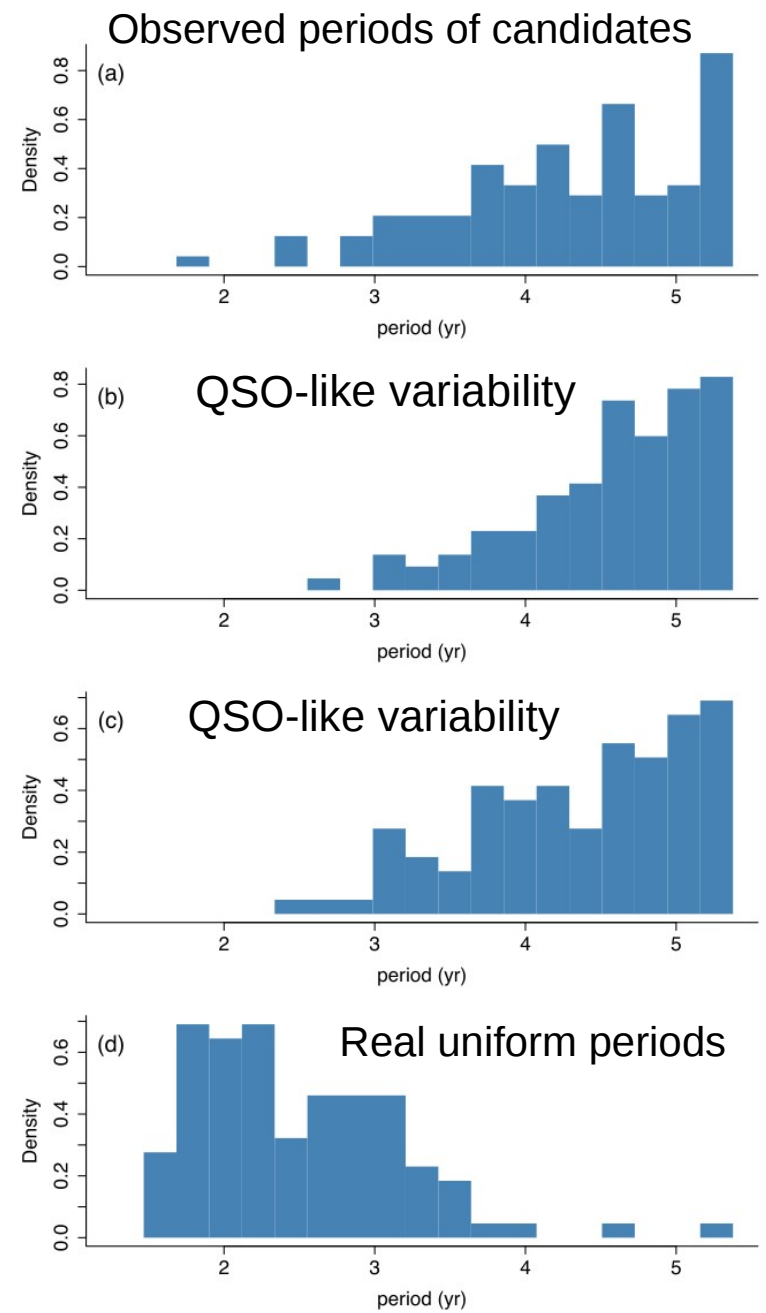 Observed periods of candidates
(a)
Density
0.0 0.2 0.4 0.6 0.8
2 3 4 5
period (yr)
(b)
QSO-like variability
Density
0.0 0.2 0.4 0.6 0.8
2 3 4 5
period (yr)
(c)
QSO-like variability
Density
0.0 0.2 0.4 0.6
2 3 4 5
period (yr)
(d)
Real uniform periods
Density
0.0 0.2 0.4 0.6
2 3 4 5
period (yr)